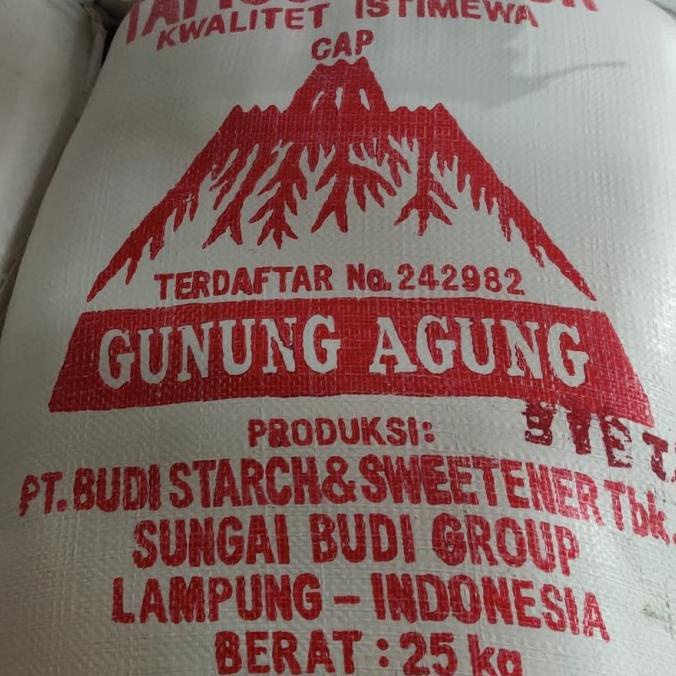 KWALITET ISTIMEWA
CAP
TERDAFTAR No. 242982
GUNUNG AGUNG
PRODUKSI:
PT. BUDI STARCH & SWEETENER Tbk.
SUNGAI BUDI GROUP
LAMPUNG - INDONESIA
BERAT : 25 kg